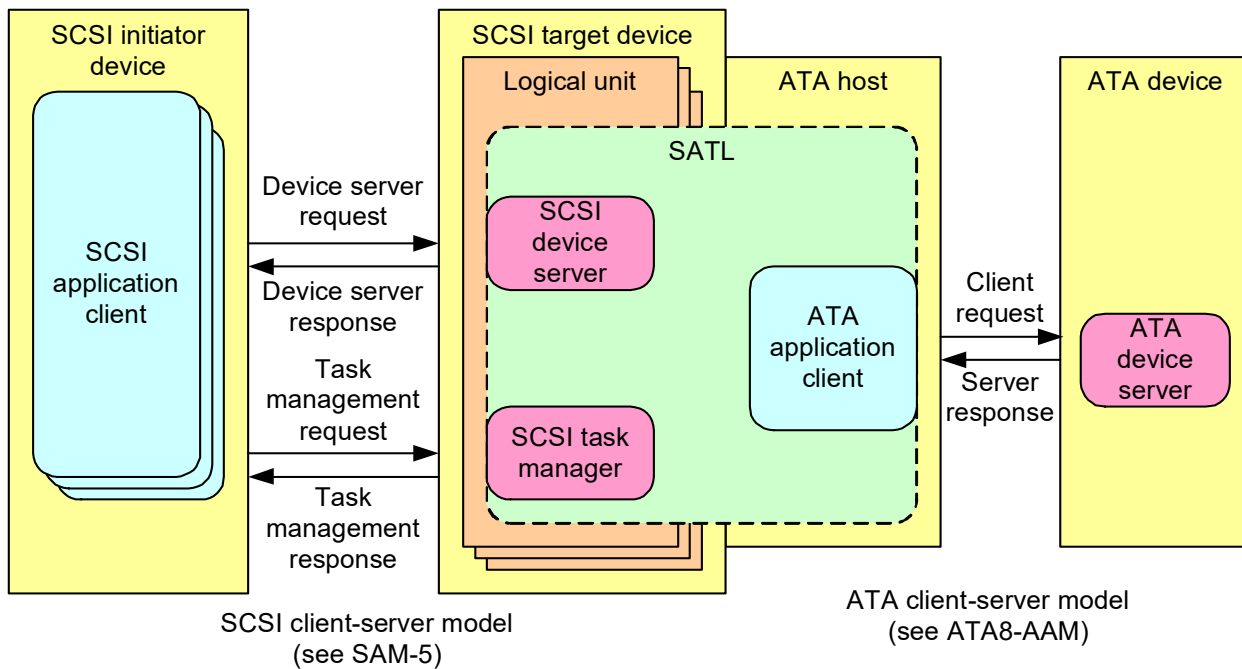 SCSI initiator
device
SCSI
application
client
Device server
request
Device server
response
Task
management
request
Task
management
response
SCSI target device
Logical unit
ATA host
SATL
SCSI
device
server
SCSI task
manager
ATA
application
client
Client
request
Server
response
ATA device
ATA
device
server
SCSI client-server model
(see SAM-5)
ATA client-server model
(see ATA8-AAM)